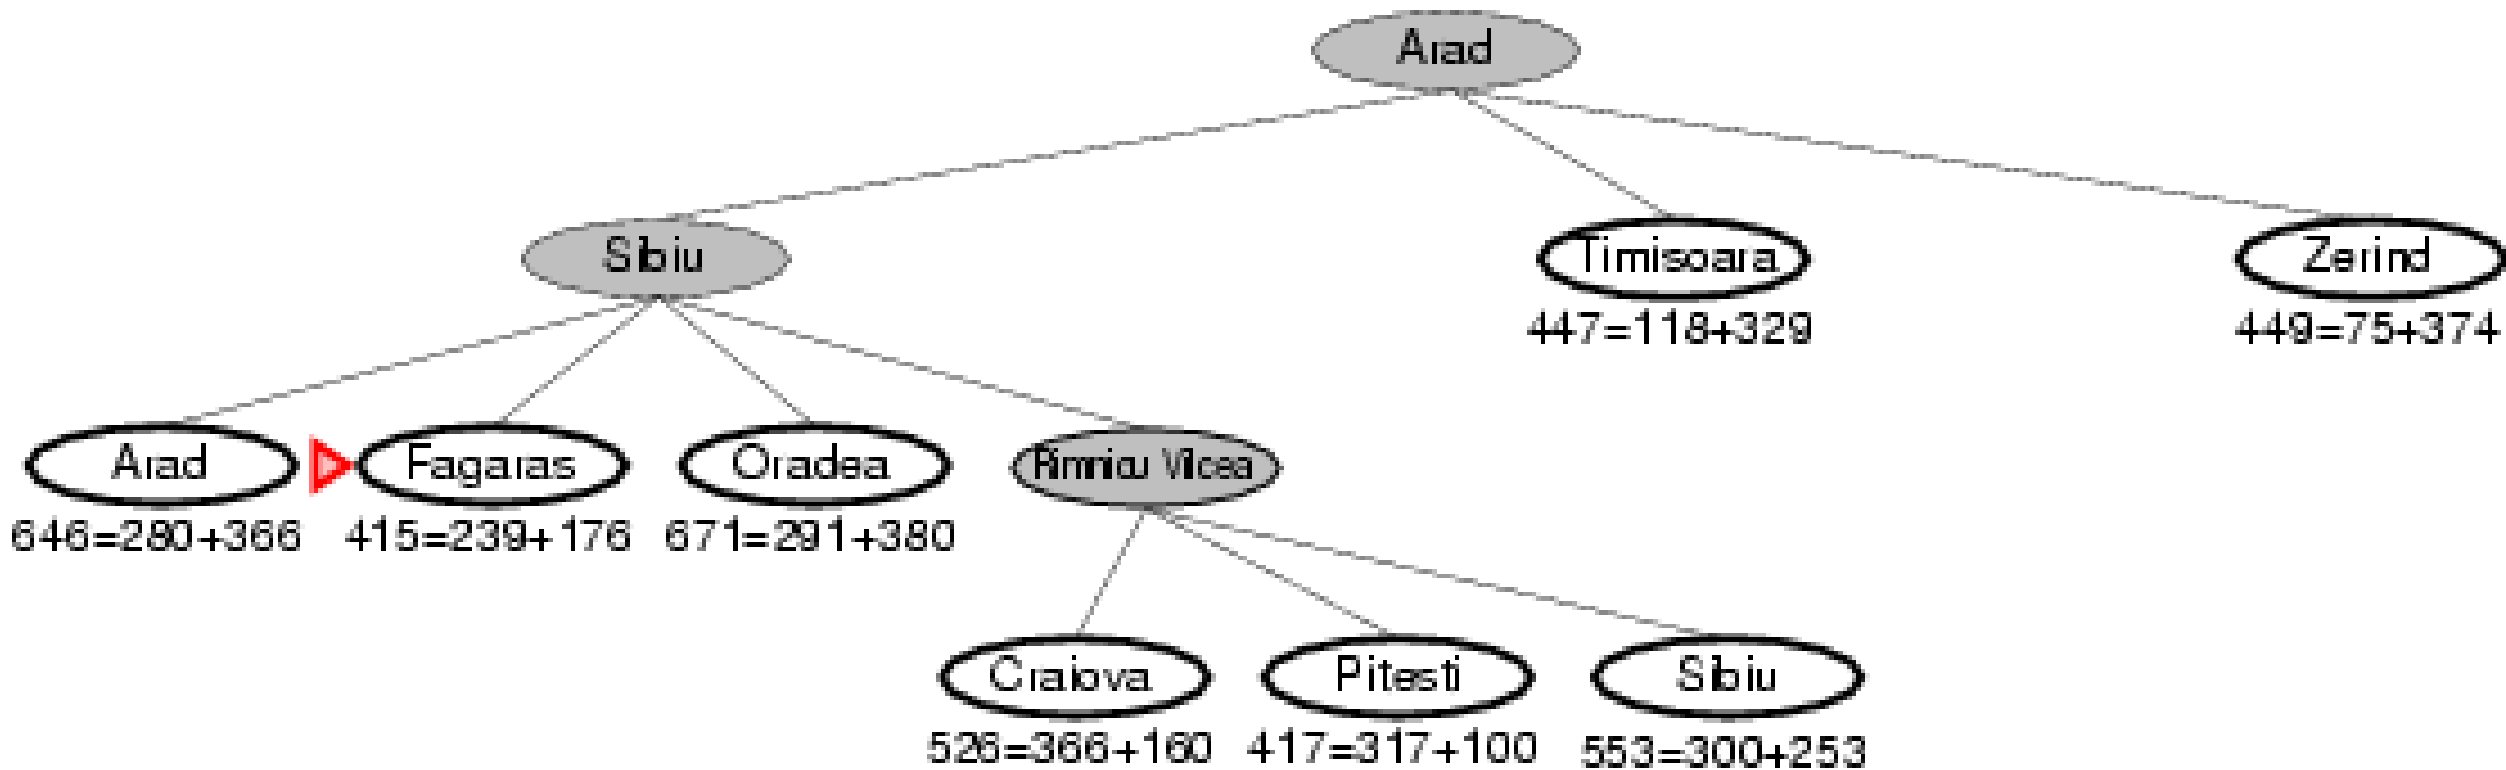 Arad
Sibiu
Timisoara
Zerind
447=118+329
449=75+374
Arad
Fagaras
Oradea
Rimnicu Vilcea
646=280+366
415=239+176
671=291+380
Craiova
Pitesti
Sibiu
526=366+160
417=317+100
553=300+253